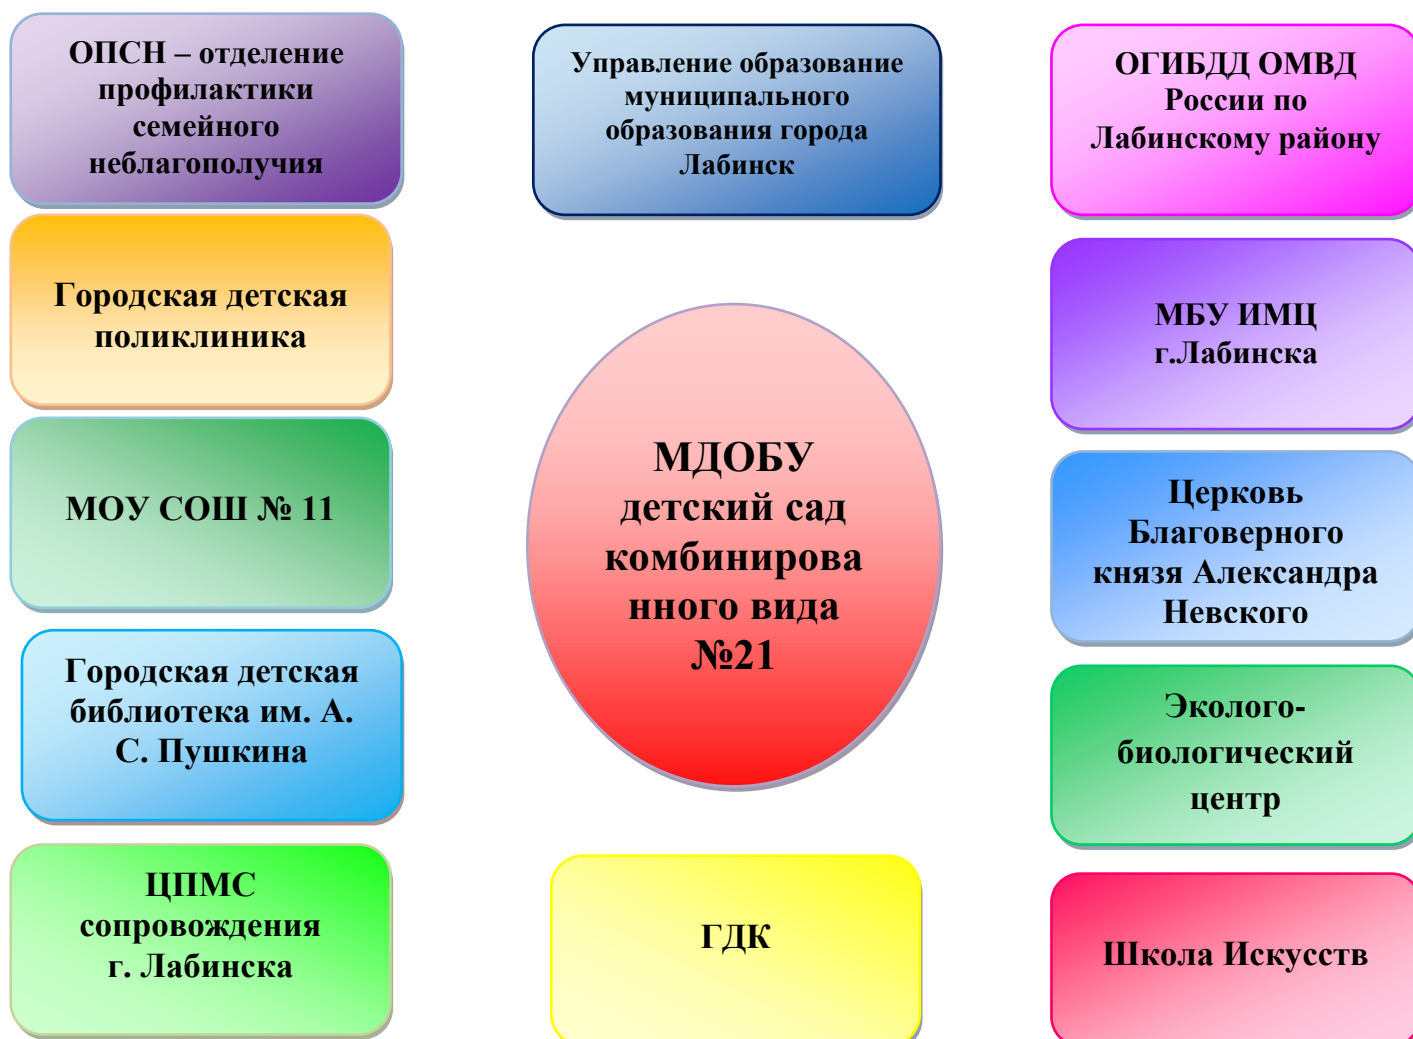 ОПСН – отделение
профилактики
семейного
неблагополучия
Управление образование
муниципального
образования города
Лабинск
ОГИБДД ОМВД
России по
Лабинскому району
Городская детская
поликлиника
МБУ ИМЦ
г.Лабинска
МДОБУ
детский сад
комбинирова
нного вида
№21
МОУ СОШ № 11
Церковь
Благоверного
князя Александра
Невского
Городская детская
библиотека им. А.
С. Пушкина
Эколого-
биологический
центр
ЦПМС
сопровождения
г. Лабинска
ГДК
Школа Искусств